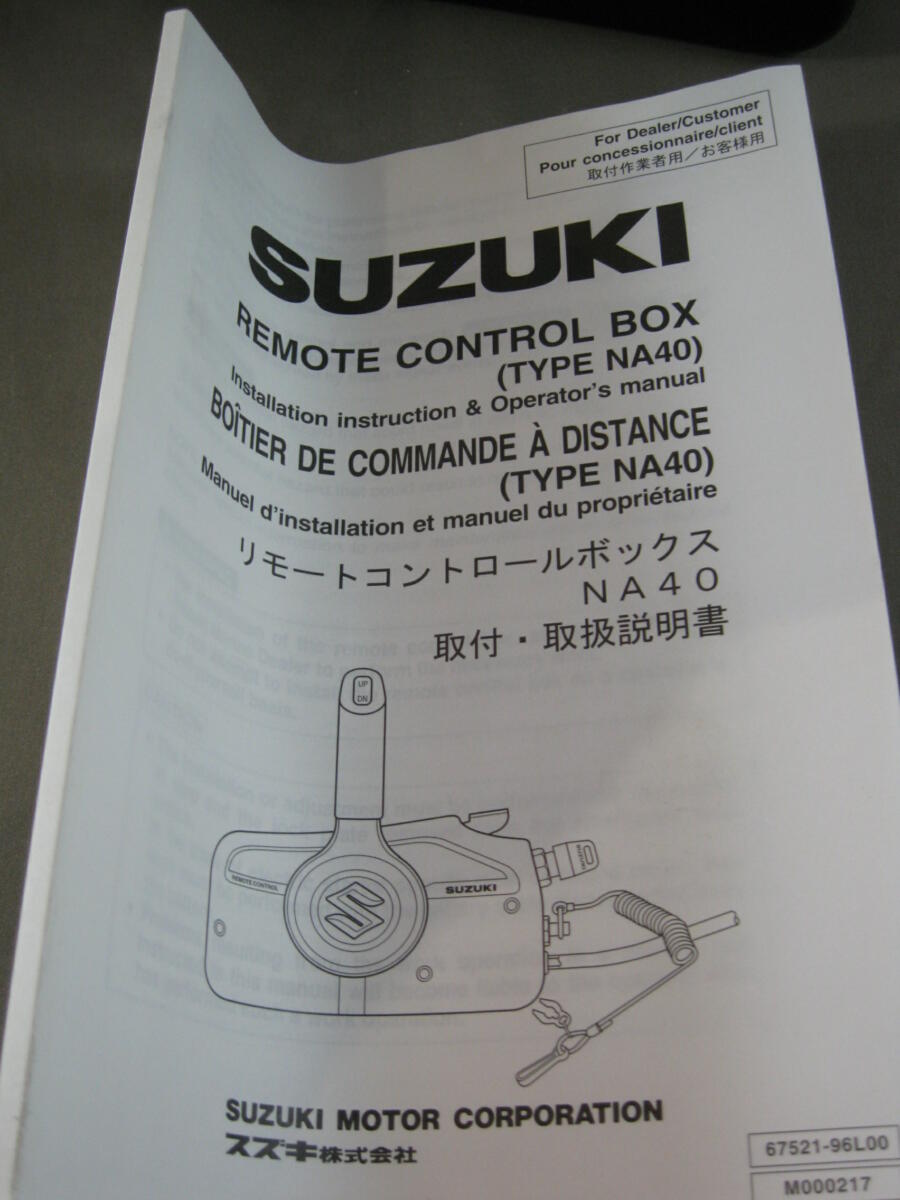 For Dealer/Customer
Pour concessionnaire/client
取付作業者用／お客様用
SUZUKI
REMOTE CONTROL BOX
(TYPE NA40)
Installation instruction & Operator's manual
BOÎTIER DE COMMANDE À DISTANCE
(TYPE NA40)
Manuel d'installation et manuel du propriétaire
リモートコントロールボックス
ＮＡ４０
取付・取扱説明書
UP
DN
REMOTE CONTROL
SUZUKI
SUZUKI MOTOR CORPORATION
スズキ株式会社
67521-96L00
M000217